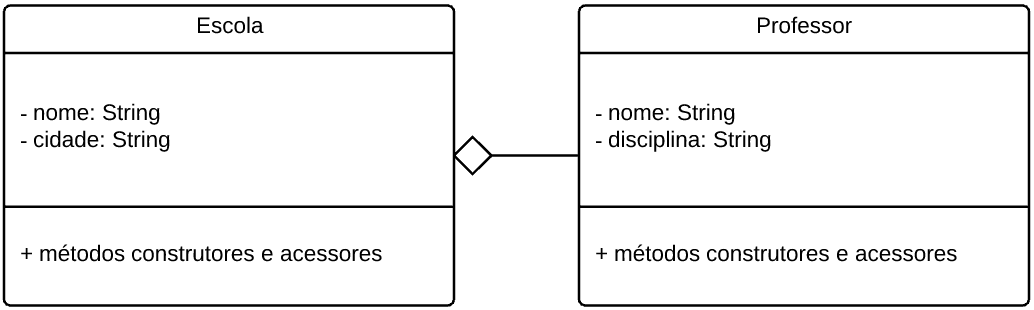 Escola
- nome: String
- cidade: String
+ métodos construtores e acessores
Professor
- nome: String
- disciplina: String
+ métodos construtores e acessores